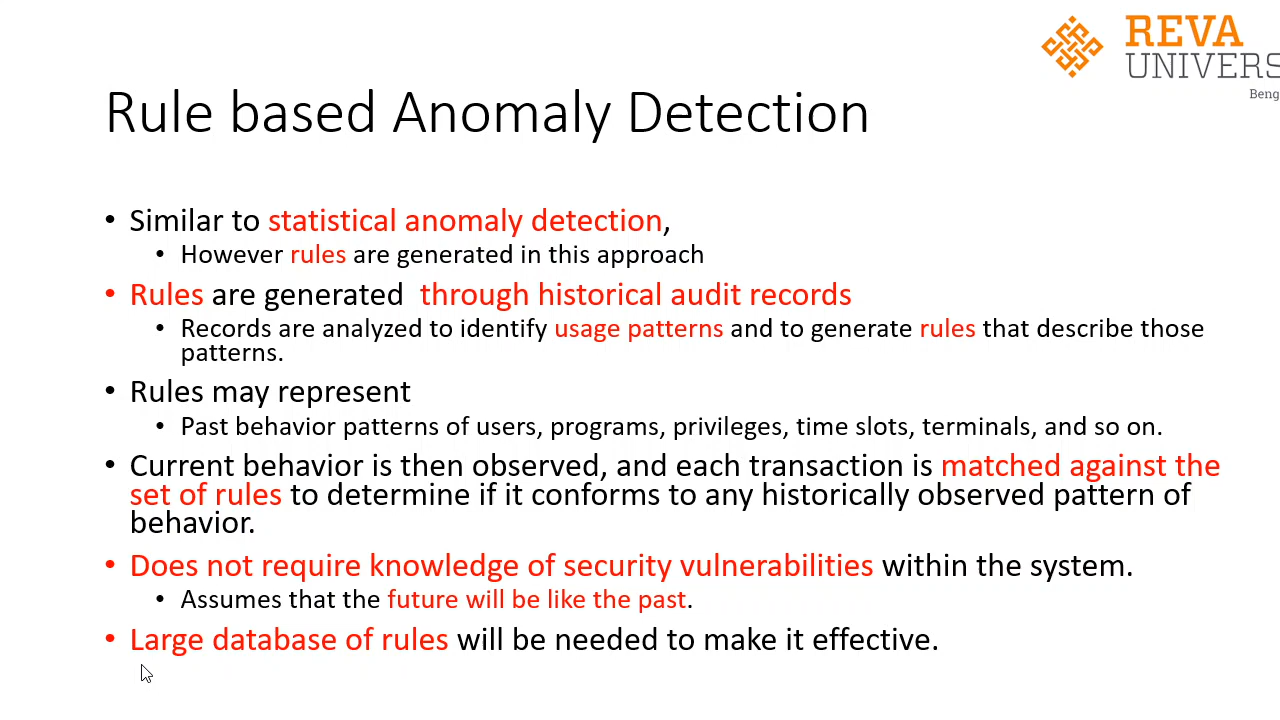 REVA
UNIVERS
Beng
Rule based Anomaly Detection
• Similar to statistical anomaly detection,
• However rules are generated in this approach
• Rules are generated through historical audit records
• Records are analyzed to identify usage patterns and to generate rules that describe those
patterns.
• Rules may represent
• Past behavior patterns of users, programs, privileges, time slots, terminals, and so on.
• Current behavior is then observed, and each transaction is matched against the
set of rules to determine if it conforms to any historically observed pattern of
behavior.
• Does not require knowledge of security vulnerabilities within the system.
• Assumes that the future will be like the past.
• Large database of rules will be needed to make it effective.